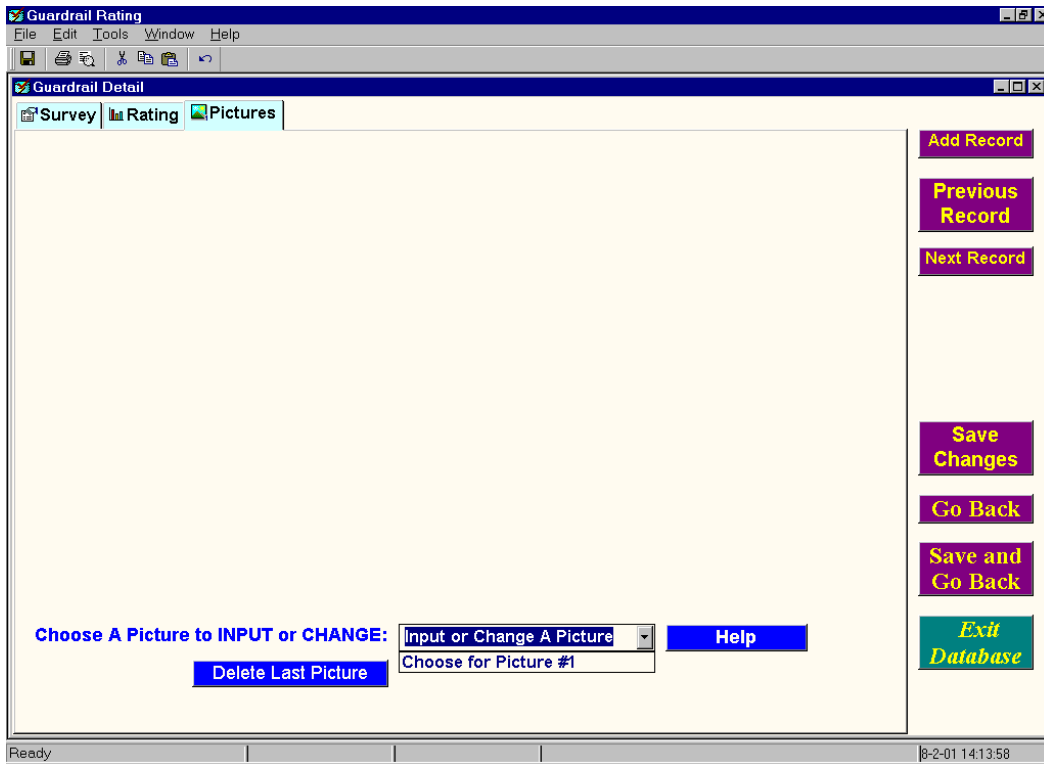 Guardrail Rating
File Edit Tools Window Help
Guardrail Detail
Survey Rating Pictures
Add Record
Previous
Record
Next Record
Save
Changes
Go Back
Save and
Go Back
Choose A Picture to INPUT or CHANGE: Input or Change A Picture Help
Choose for Picture #1
Delete Last Picture
Exit
Database
Ready 8-2-01 14:13:58